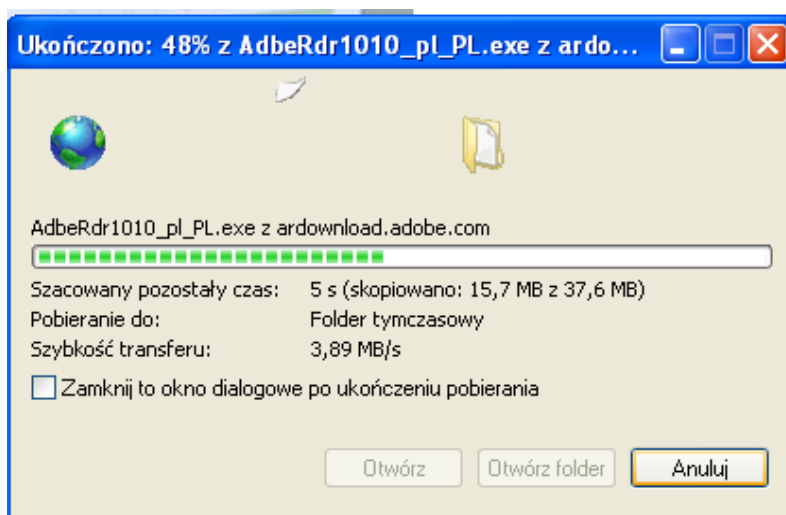 Ukończono: 48% z AdbeRdr1010_pl_PL.exe z ardo...
AdbeRdr1010_pl_PL.exe z ardownload.adobe.com
Szacowany pozostały czas: 5 s (skopiowano: 15,7 MB z 37,6 MB)
Pobieranie do: Folder tymczasowy
Szybkość transferu: 3,89 MB/s
Zamknij to okno dialogowe po ukończeniu pobierania
Otwórz Otwórz folder Anuluj